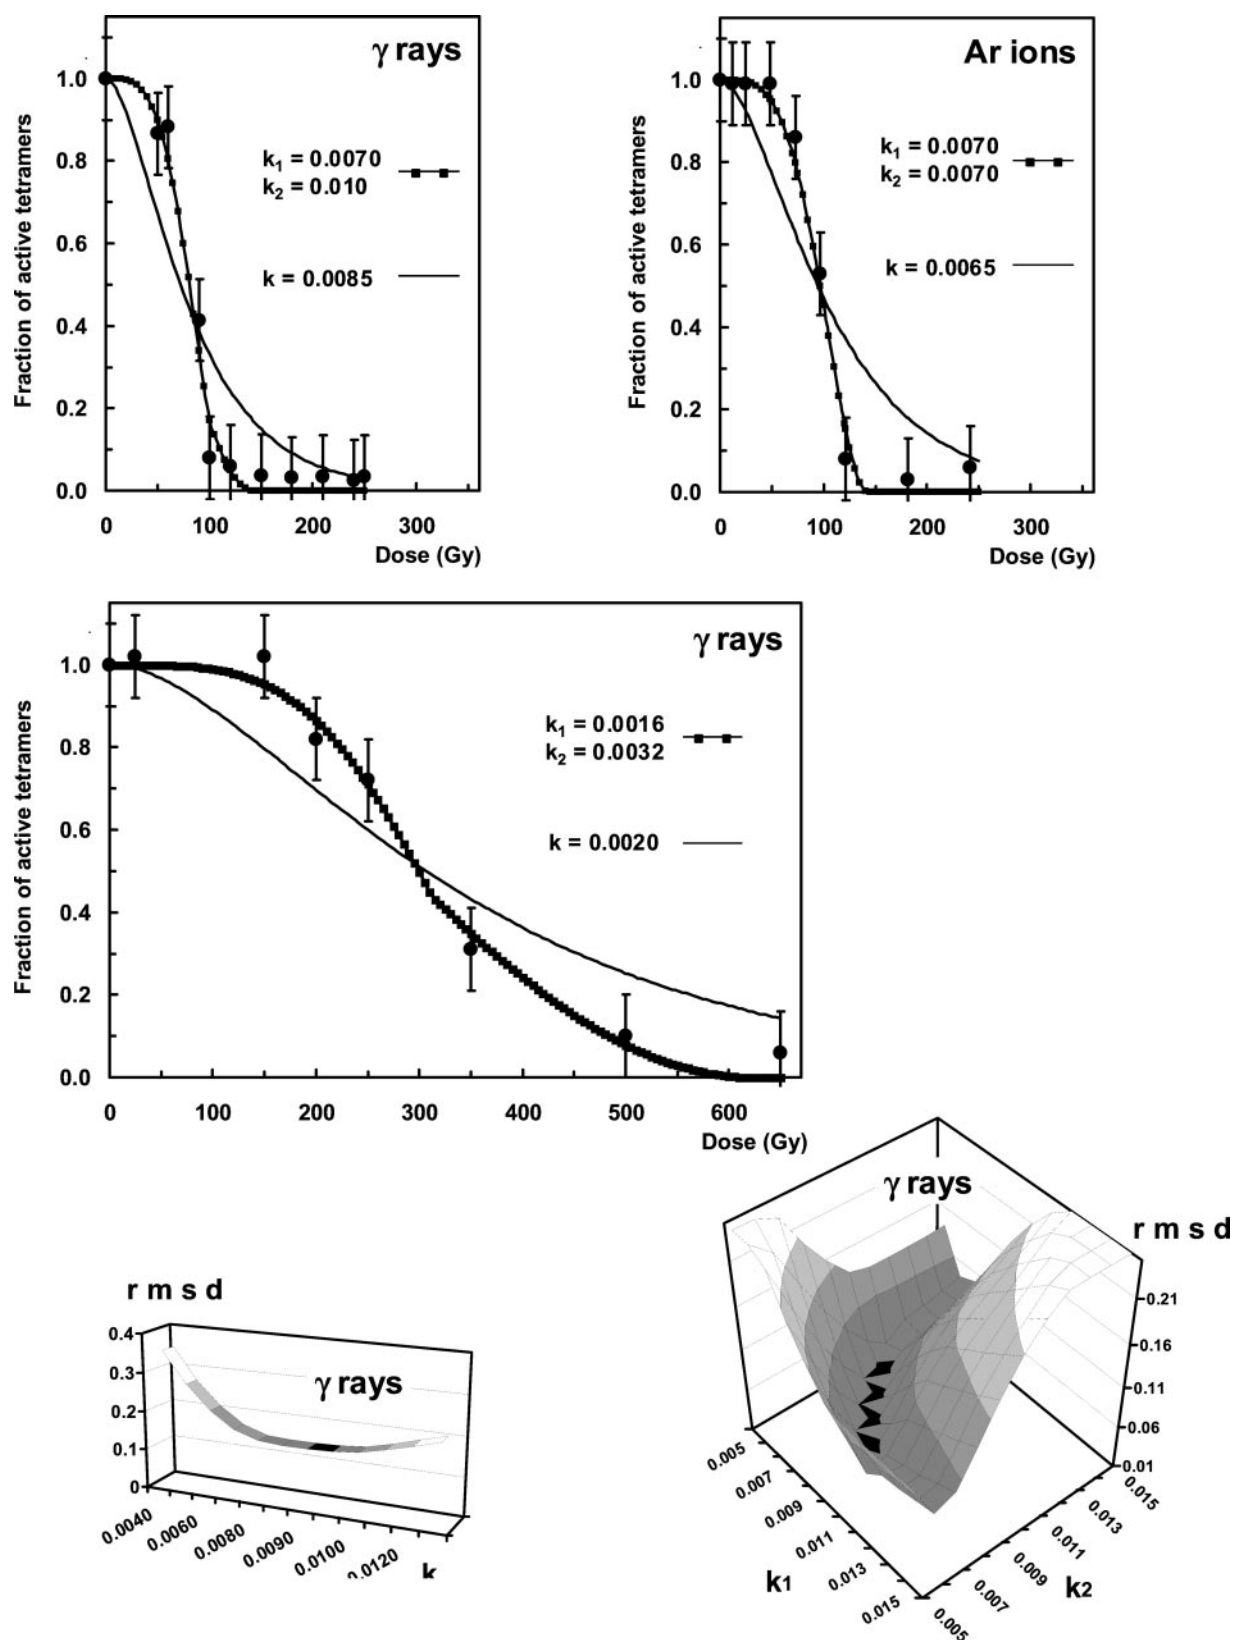 γ rays
Fraction of active tetramers
1.0
0.8
0.6
0.4
0.2
0.0
k1 = 0.0070
k2 = 0.010
k = 0.0085
0 100 200 300
Dose (Gy)
Ar ions
Fraction of active tetramers
1.0
0.8
0.6
0.4
0.2
0.0
k1 = 0.0070
k2 = 0.0070
k = 0.0065
0 100 200 300
Dose (Gy)
γ rays
Fraction of active tetramers
1.0
0.8
0.6
0.4
0.2
0.0
k1 = 0.0016
k2 = 0.0032
k = 0.0020
0 100 200 300 400 500 600
Dose (Gy)
r m s d
γ rays
0.4
0.3
0.2
0.1
0
0.0040
0.0060
0.0080
0.0090
0.0100
0.0120
k
γ rays
r m s d
0.21
0.16
0.11
0.06
0.01
0.005
0.007
0.009
0.011
0.013
0.015
k1
0.015
0.013
0.011
0.009
0.007
0.005
k2